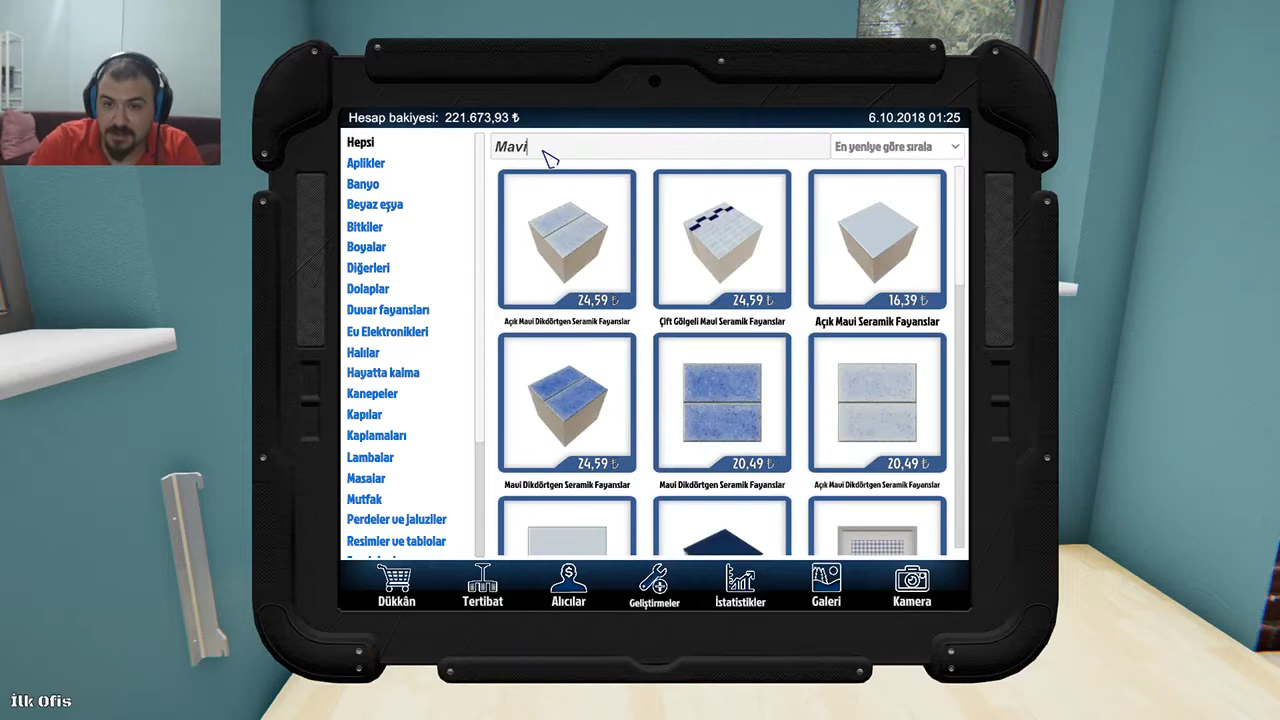 Hesap bakiyesi: 221.673,93 ₺
6.10.2018 01:25
Hepsi
Aplikler
Banyo
Beyaz eşya
Bitkiler
Boyalar
Diğerleri
Dolaplar
Duvar fayansları
Ev Elektronikleri
Halılar
Hayatta kalma
Kanepeler
Kapılar
Kaplamaları
Lambalar
Masalar
Mutfak
Perdeler ve jaluziler
Resimler ve tablolar
Mavi
En yeniye göre sırala
24,59 ₺
24,59 ₺
16,39 ₺
Açık Mavi Dikdörtgen Seramik Fayanslar
Çift Gölgeli Mavi Seramik Fayanslar
Açık Mavi Seramik Fayanslar
24,59 ₺
20,49 ₺
20,49 ₺
Mavi Dikdörtgen Seramik Fayanslar
Mavi Dikdörtgen Seramik Fayanslar
Açık Mavi Dikdörtgen Seramik Fayanslar
Dükkân
Tertibat
Alıcılar
Geliştirmeler
İstatistikler
Galeri
Kamera
İlk Ofis